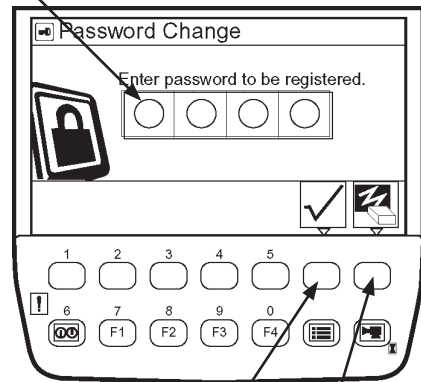 Password Change
Enter password to be registered.
1 2 3 4 5
!
6 7 8 9 0
F1 F2 F3 F4